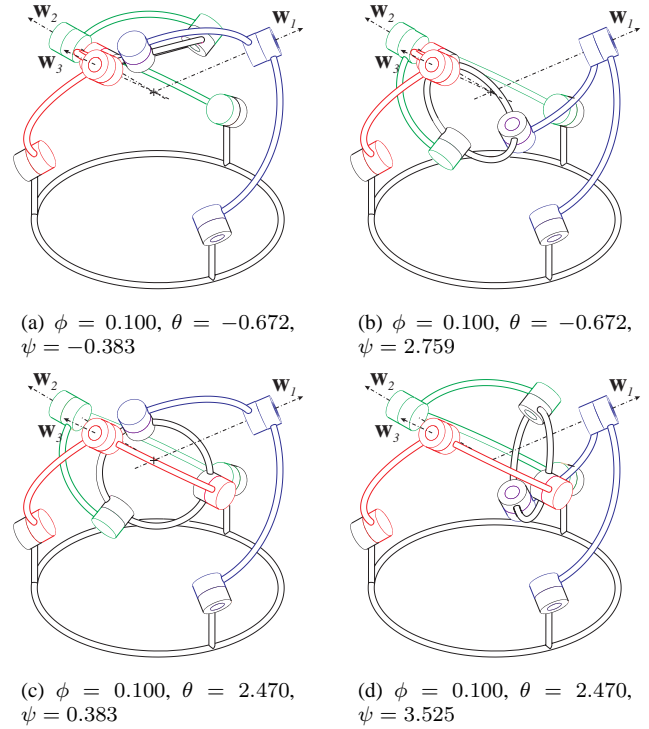 W2 W1
W3
W2 W1
W3
(a) ϕ = 0.100, θ = −0.672,
ψ = −0.383
(b) ϕ = 0.100, θ = −0.672,
ψ = 2.759
W2 W1
W3
W2 W1
W3
(c) ϕ = 0.100, θ = 2.470,
ψ = 0.383
(d) ϕ = 0.100, θ = 2.470,
ψ = 3.525